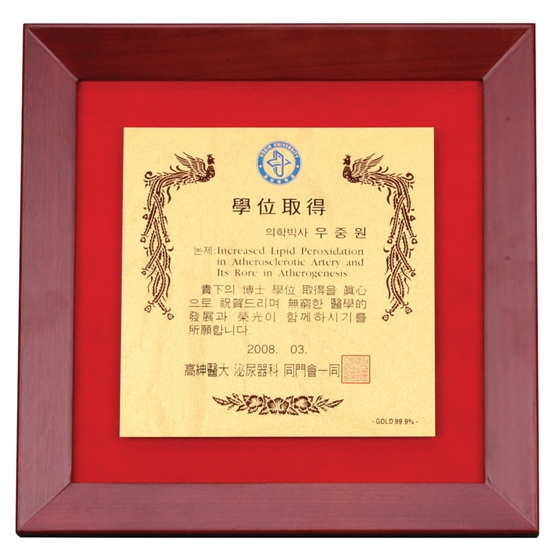 KOSIN UNIVERSITY
學位取得
의학박사 우중원
논제:Increased Lipid Peroxidation
in Atherosclerotic Artery and
Its Rore in Atherogenesis
貴下의 博士 學位 取得을 眞心
으로 祝賀드리며 無窮한 醫學的
發展과 榮光이 함께하시기를
所願합니다.
2008. 03.
高紳醫大 泌尿器科 同門會一同
- GOLD 99.9% -